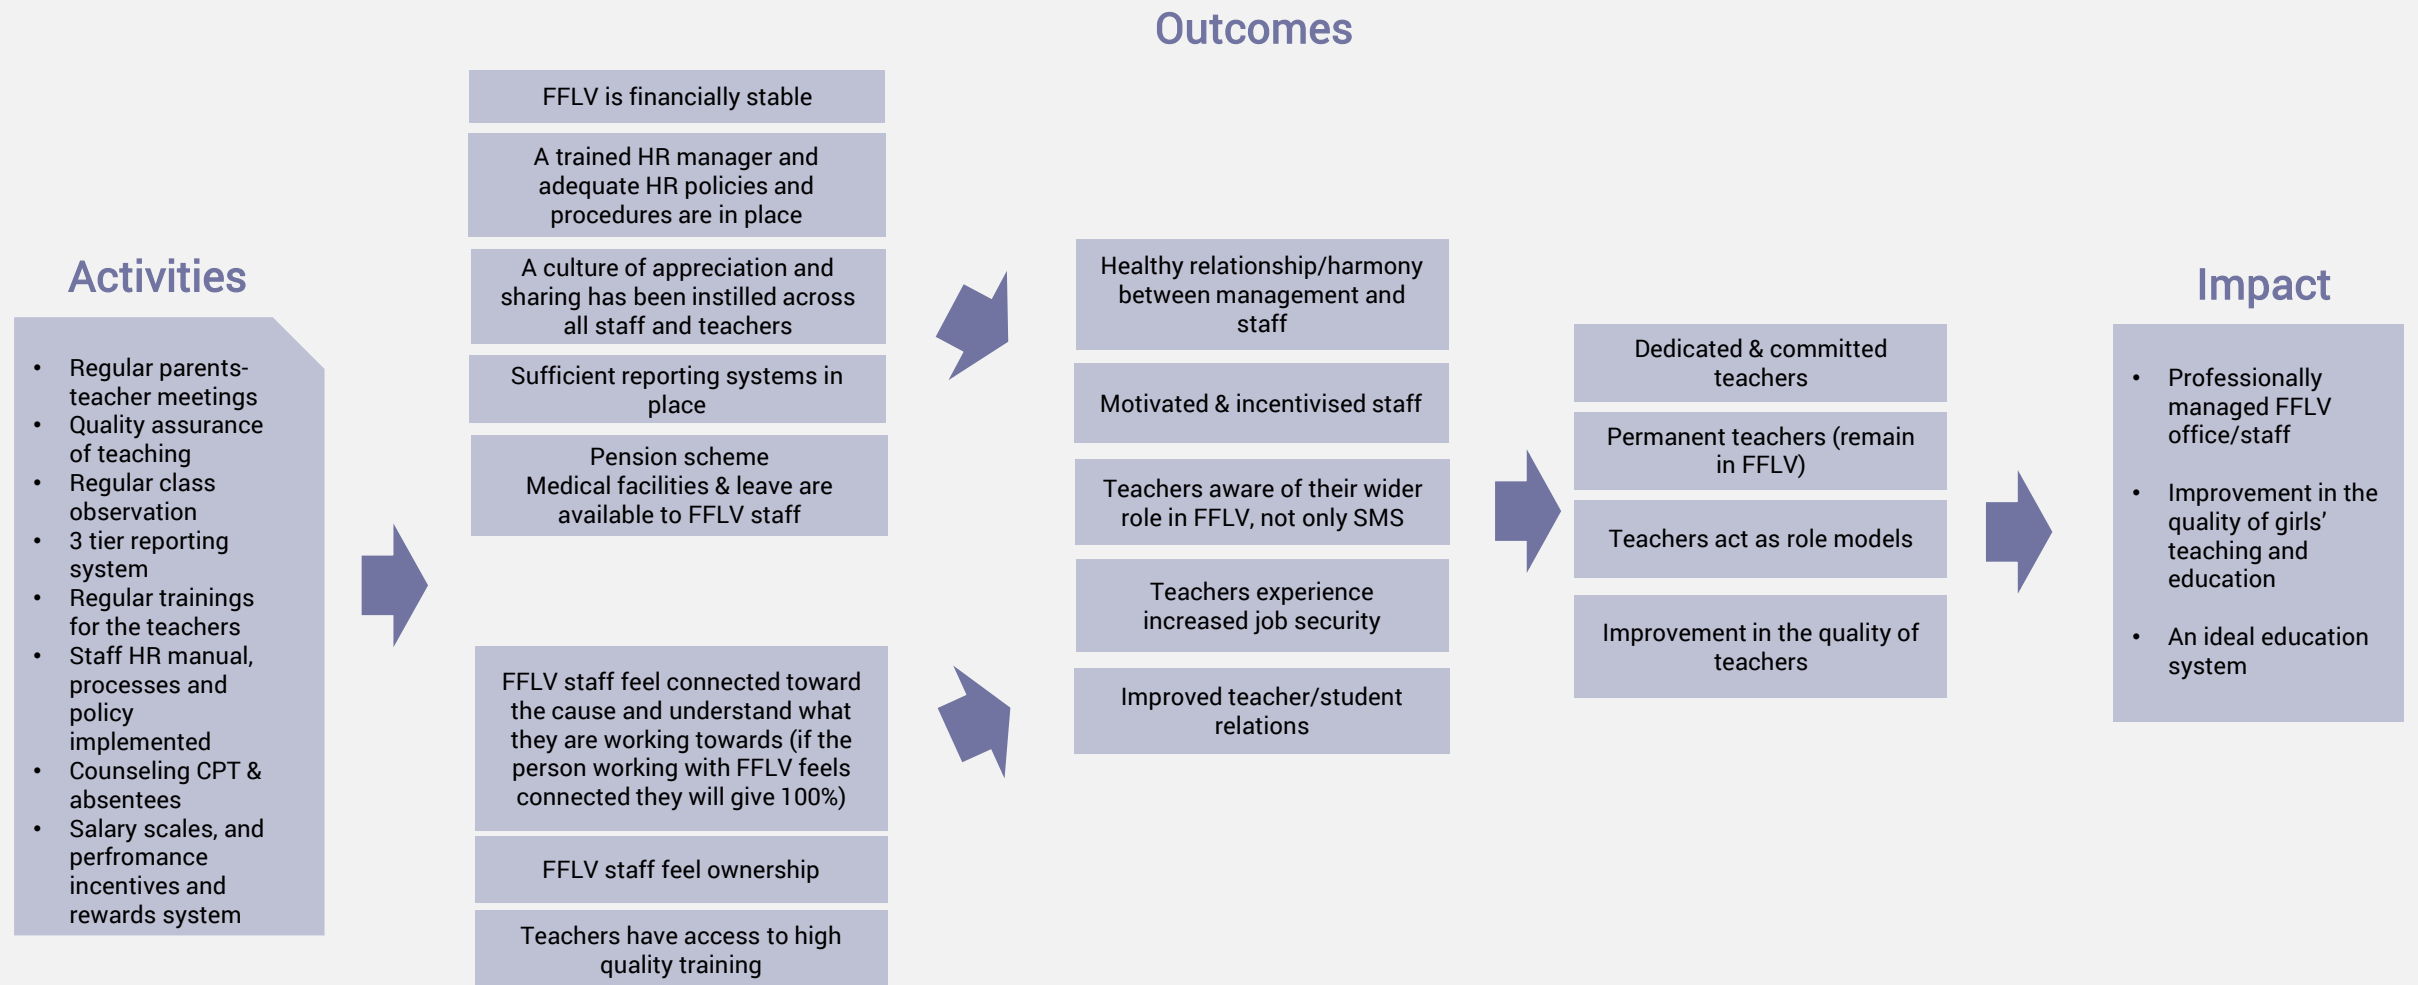 Outcomes
Activities
• Regular parents-
teacher meetings
• Quality assurance
of teaching
• Regular class
observation
• 3 tier reporting
system
• Regular trainings
for the teachers
• Staff HR manual,
processes and
policy
implemented
• Counseling CPT &
absentees
• Salary scales, and
perfromance
incentives and
rewards system
FFLV is financially stable
A trained HR manager and
adequate HR policies and
procedures are in place
A culture of appreciation and
sharing has been instilled across
all staff and teachers
Sufficient reporting systems in
place
Pension scheme
Medical facilities & leave are
available to FFLV staff
FFLV staff feel connected toward
the cause and understand what
they are working towards (if the
person working with FFLV feels
connected they will give 100%)
FFLV staff feel ownership
Teachers have access to high
quality training
Healthy relationship/harmony
between management and
staff
Motivated & incentivised staff
Teachers aware of their wider
role in FFLV, not only SMS
Teachers experience
increased job security
Improved teacher/student
relations
Dedicated & committed
teachers
Permanent teachers (remain
in FFLV)
Teachers act as role models
Improvement in the quality of
teachers
Impact
• Professionally
managed FFLV
office/staff
• Improvement in the
quality of girls’
teaching and
education
• An ideal education
system